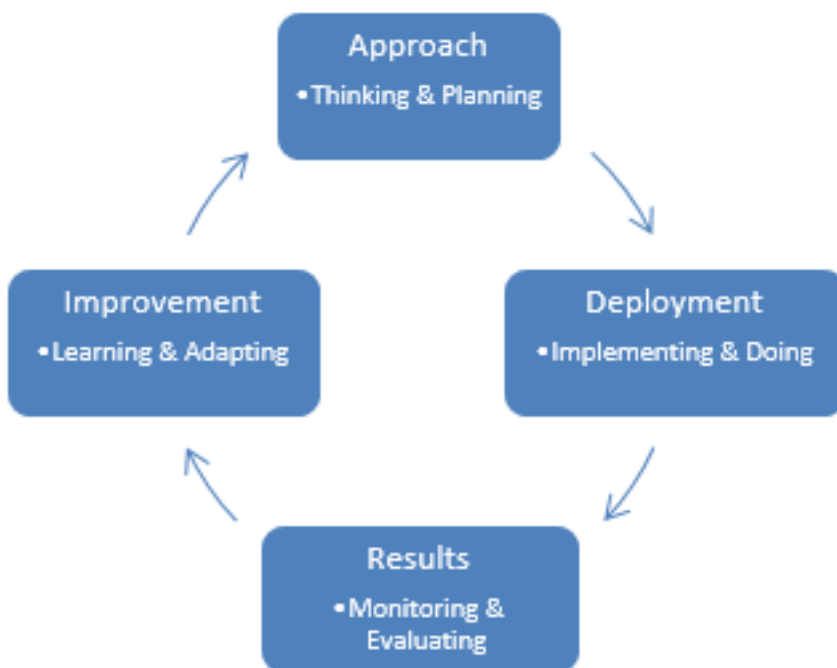 Approach
•Thinking & Planning
Improvement
•Learning & Adapting
Deployment
•Implementing & Doing
Results
•Monitoring &
Evaluating